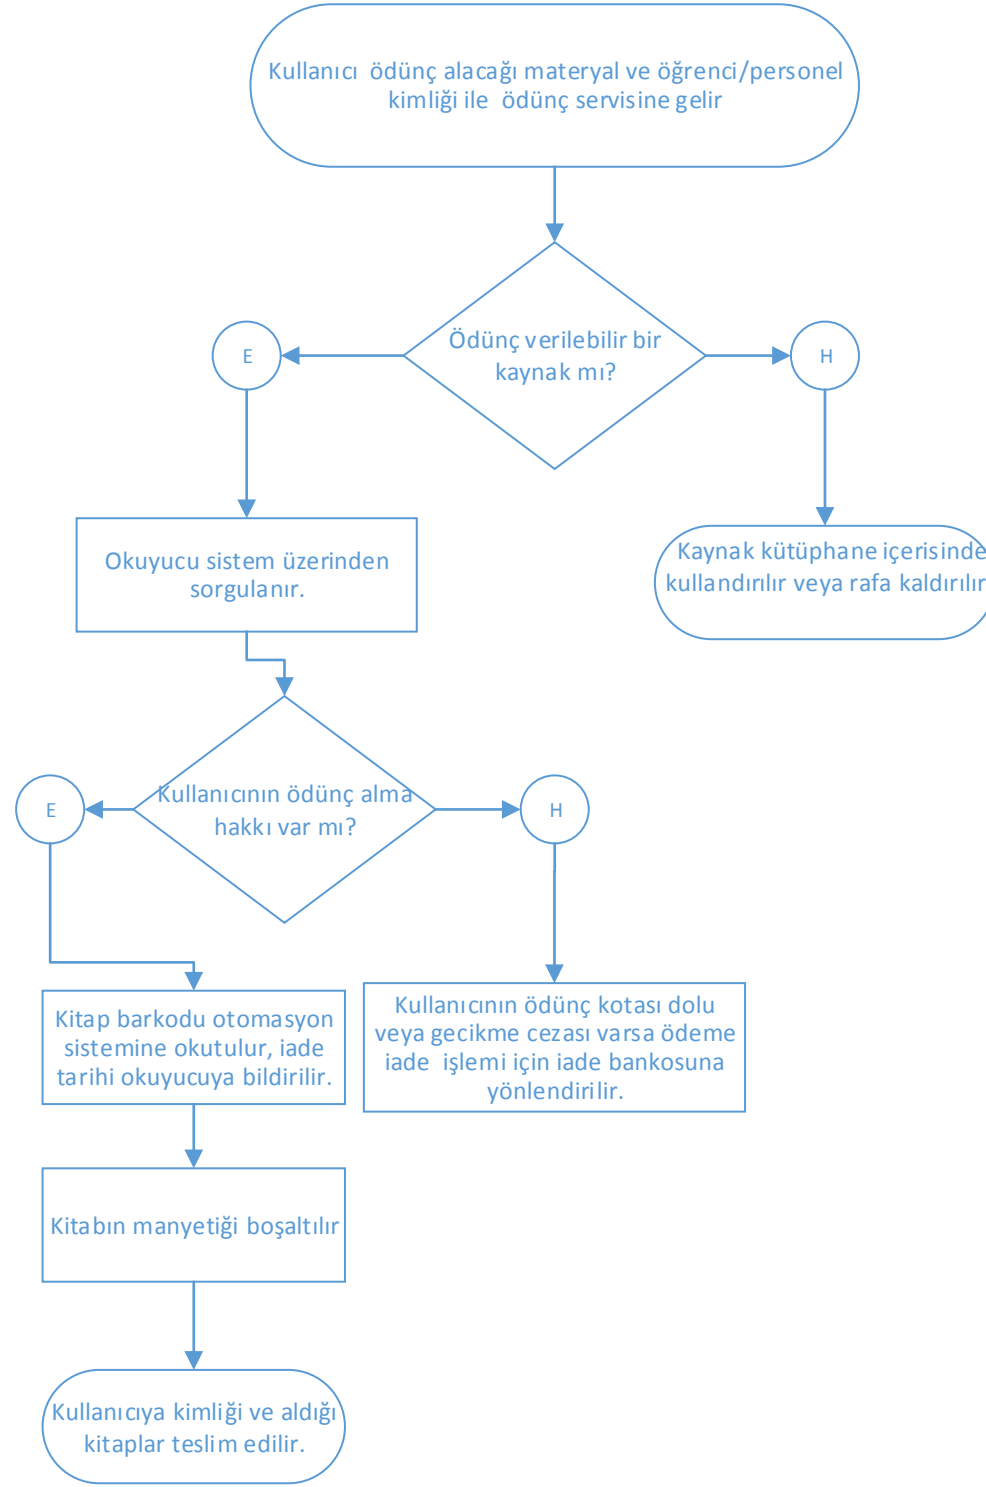 Kullanıcı ödünç alacağı materyal ve öğrenci/personel
kimliği ile ödünç servisine gelir
Ödünç verilebilir bir
kaynak mı?
E
H
Okuyucu sistem üzerinden
sorgulanır.
Kaynak kütüphane içerisinde
kullandırılır veya rafa kaldırılır
Kullanıcının ödünç alma
hakkı var mı?
E
H
Kitap barkodu otomasyon
sistemine okutulur, iade
tarihi okuyucuya bildirilir.
Kullanıcının ödünç kotası dolu
veya gecikme cezası varsa ödeme
iade işlemi için iade bankosuna
yönlendirilir.
Kitabın manyetiği boşaltılır
Kullanıcıya kimliği ve aldığı
kitaplar teslim edilir.